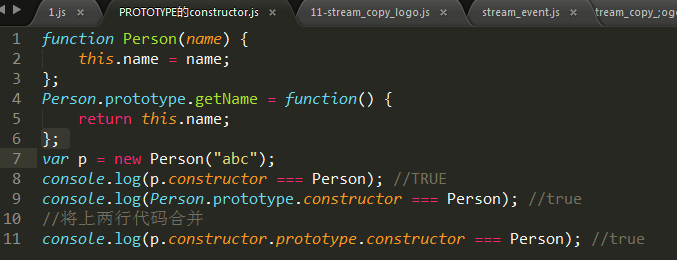 1.js × PROTOTYPE的constructor.js × 11-stream_copy_logo.js × stream_event.js ×
1 function Person(name) {
2 this.name = name;
3 };
4 Person.prototype.getName = function() {
5 return this.name;
6 };
7 var p = new Person("abc");
8 console.log(p.constructor === Person); //TRUE
9 console.log(Person.prototype.constructor === Person); //true
10 //将上两行代码合并
11 console.log(p.constructor.prototype.constructor === Person); //true